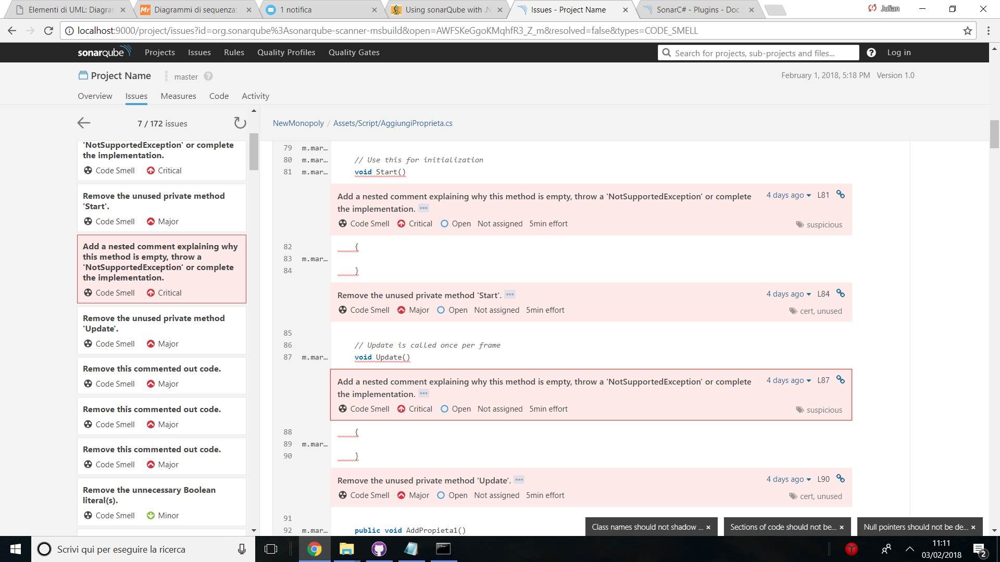 Elementi di UML: Diagra
Diagrammi di sequenza:
1 notifica
Using sonarQube with .N
Issues - Project Name
SonarC# - Plugins - Doc
Julian
localhost:9000/project/issues?id=org.sonarqube%3Asonarqube-scanner-msbuild&open=AWFSKeGgoKMqhfR3_Z_m&resolved=false&types=CODE_SMELL
sonarqube
Projects
Issues
Rules
Quality Profiles
Quality Gates
Search for projects, sub-projects and files...
Log in
Project Name
master
February 1, 2018, 5:18 PM Version 1.0
Overview
Issues
Measures
Code
Activity
7 / 172 issues
NewMonopoly / Assets/Script/AggiungiProprieta.cs
'NotSupportedException' or complete
the implementation.
Code Smell Critical
Remove the unused private method
'Start'.
Code Smell Major
Add a nested comment explaining why
this method is empty, throw a
'NotSupportedException' or complete
the implementation.
Code Smell Critical
Remove the unused private method
'Update'.
Code Smell Major
Remove this commented out code.
Code Smell Major
Remove this commented out code.
Code Smell Major
Remove this commented out code.
Code Smell Major
Remove the unnecessary Boolean
literal(s).
Code Smell Minor
79 m.mar...
80 m.mar... // Use this for initialization
81 m.mar... void Start()
Add a nested comment explaining why this method is empty, throw a 'NotSupportedException' or complete
the implementation. ...
4 days ago L81
Code Smell Critical Open Not assigned 5min effort
suspicious
82 {
83 m.mar...
84 }
Remove the unused private method 'Start'. ...
4 days ago L84
Code Smell Major Open Not assigned 5min effort
cert, unused
85
86 // Update is called once per frame
87 m.mar... void Update()
Add a nested comment explaining why this method is empty, throw a 'NotSupportedException' or complete
the implementation. ...
4 days ago L87
Code Smell Critical Open Not assigned 5min effort
suspicious
88 {
89 m.mar...
90 }
Remove the unused private method 'Update'. ...
4 days ago L90
Code Smell Major Open Not assigned 5min effort
cert, unused
91
92 m.mar... public void AddPropieta1()
Class names should not shadow ... ×
Sections of code should not be... ×
Null pointers should not be de... ×
Scrivi qui per eseguire la ricerca
11:11
03/02/2018
2